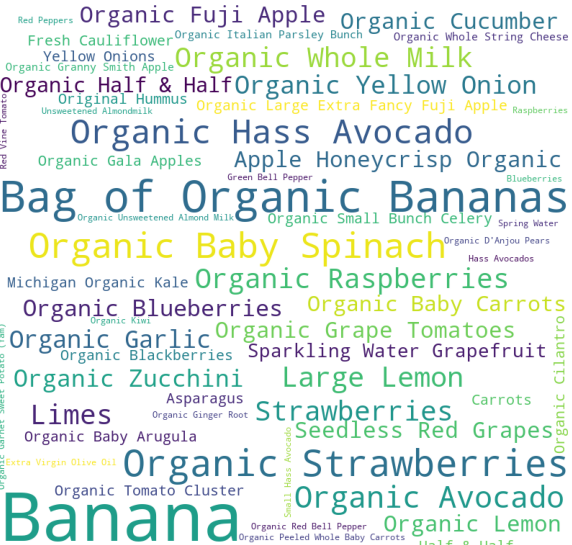 Organic Fuji Apple
Red Peppers
Organic Cucumber
Fresh Cauliflower
Organic Italian Parsley Bunch
Organic Whole String Cheese
Yellow Onions
Organic Whole Milk
Organic Granny Smith Apple
Organic Half & Half
Organic Yellow Onion
Original Hummus
Organic Large Extra Fancy Fuji Apple
Unsweetened Almondmilk
Raspberries
Red Vine Tomato
Organic Hass Avocado
Organic Gala Apples
Apple Honeycrisp Organic
Green Bell Pepper
Blueberries
Bag of Organic Bananas
Organic Unsweetened Almond Milk
Organic Small Bunch Celery
Spring Water
Organic Baby Spinach
Organic D'Anjou Pears
Hass Avocados
Michigan Organic Kale
Organic Raspberries
Organic Blueberries
Organic Baby Carrots
Organic Kiwi
Organic Garlic
Organic Grape Tomatoes
Organic Blackberries
Sparkling Water Grapefruit
Organic Cilantro
Organic Garnet Sweet Potato (Yam)
Organic Zucchini
Large Lemon
Asparagus
Carrots
Limes
Organic Ginger Root
Strawberries
Organic Baby Arugula
Seedless Red Grapes
Small Hass Avocado
Extra Virgin Olive Oil
Organic Strawberries
Organic Tomato Cluster
Organic Avocado
Banana
Organic Red Bell Pepper
Organic Lemon
Organic Peeled Whole Baby Carrots
Half & Half